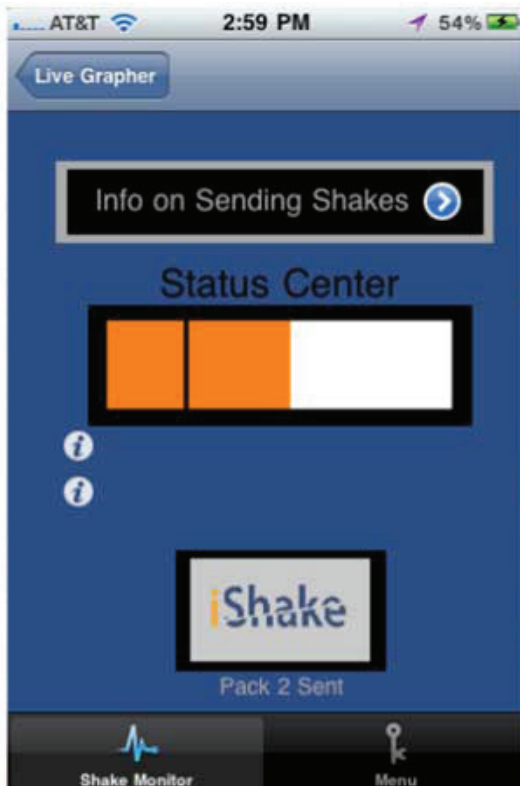 AT&T 2:59 PM 54%
Live Grapher
Info on Sending Shakes
Status Center
iShake
Pack 2 Sent
Shake Monitor Menu